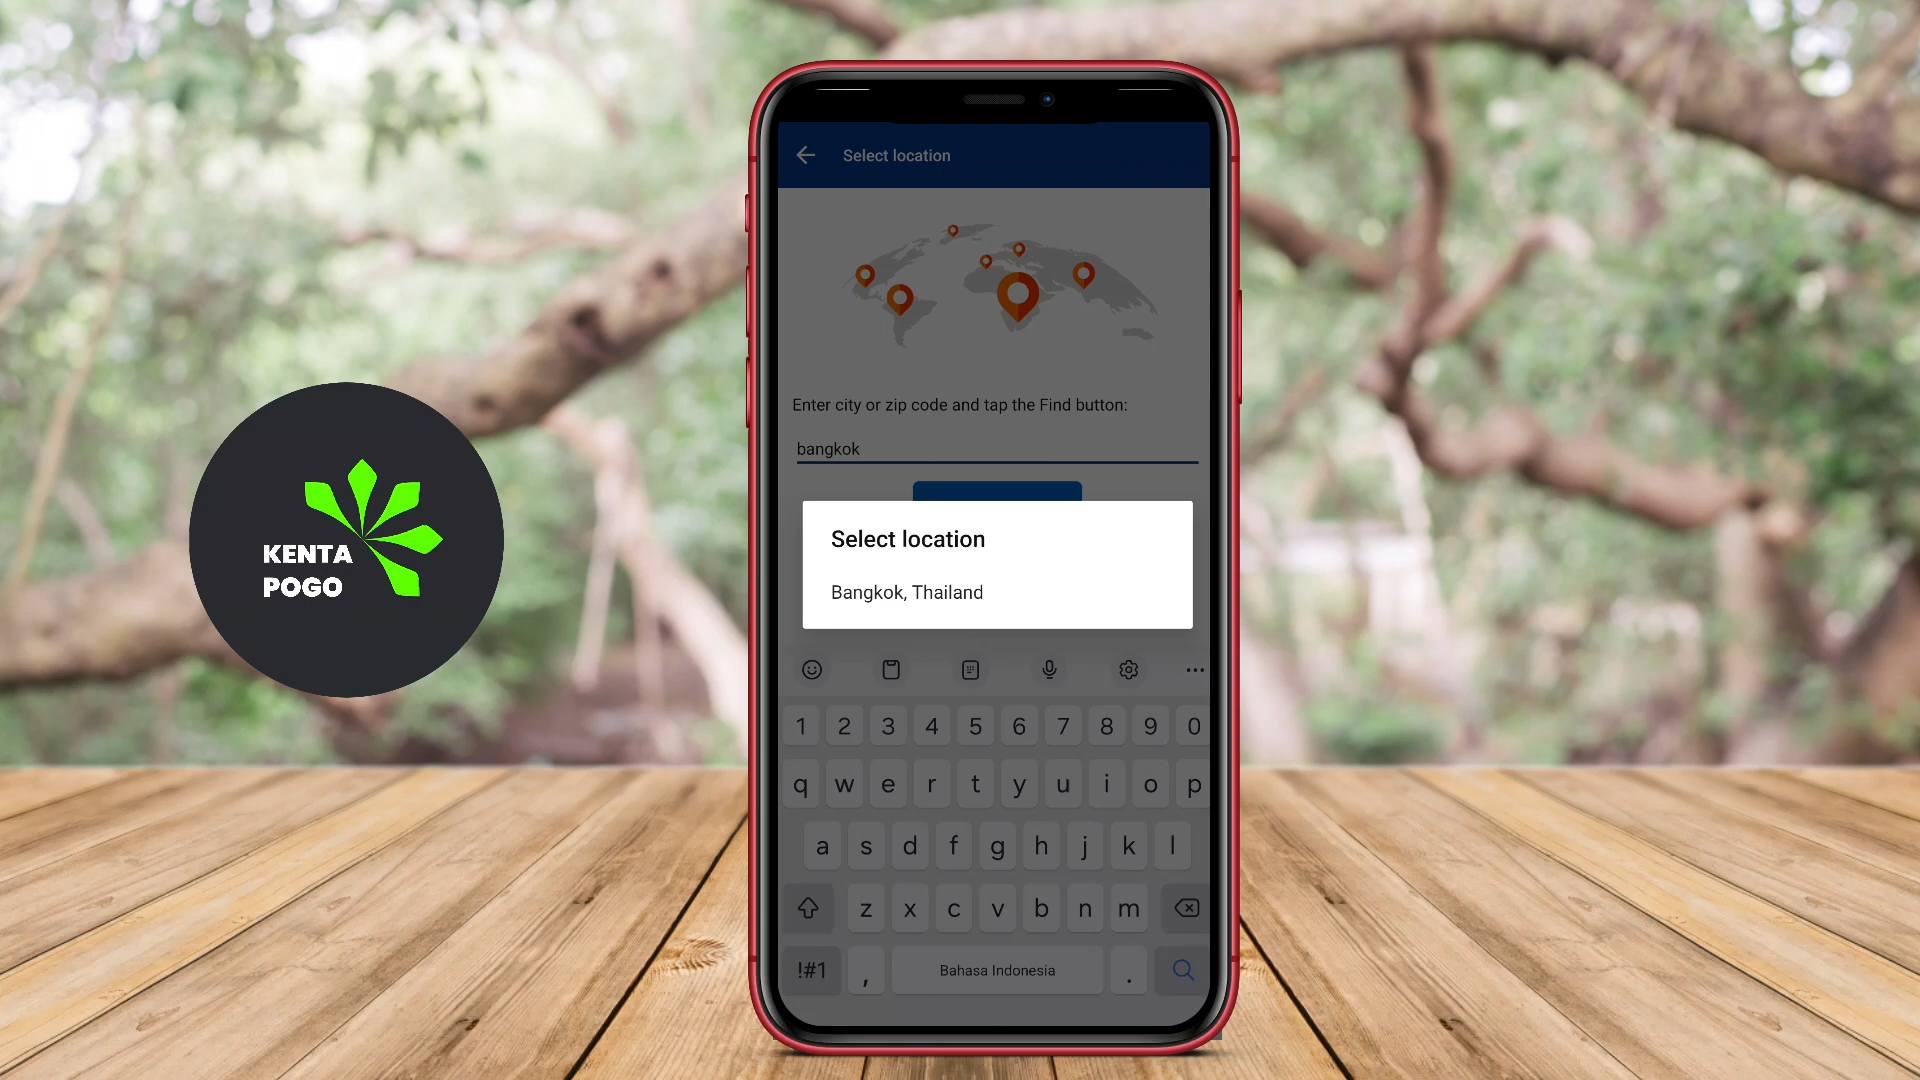 KENTA
POGO
Select location
Enter city or zip code and tap the Find button:
bangkok
Select location
Bangkok, Thailand
1 2 3 4 5 6 7 8 9 0
q w e r t y u i o p
a s d f g h j k l
z x c v b n m
!#1 , Bahasa Indonesia .